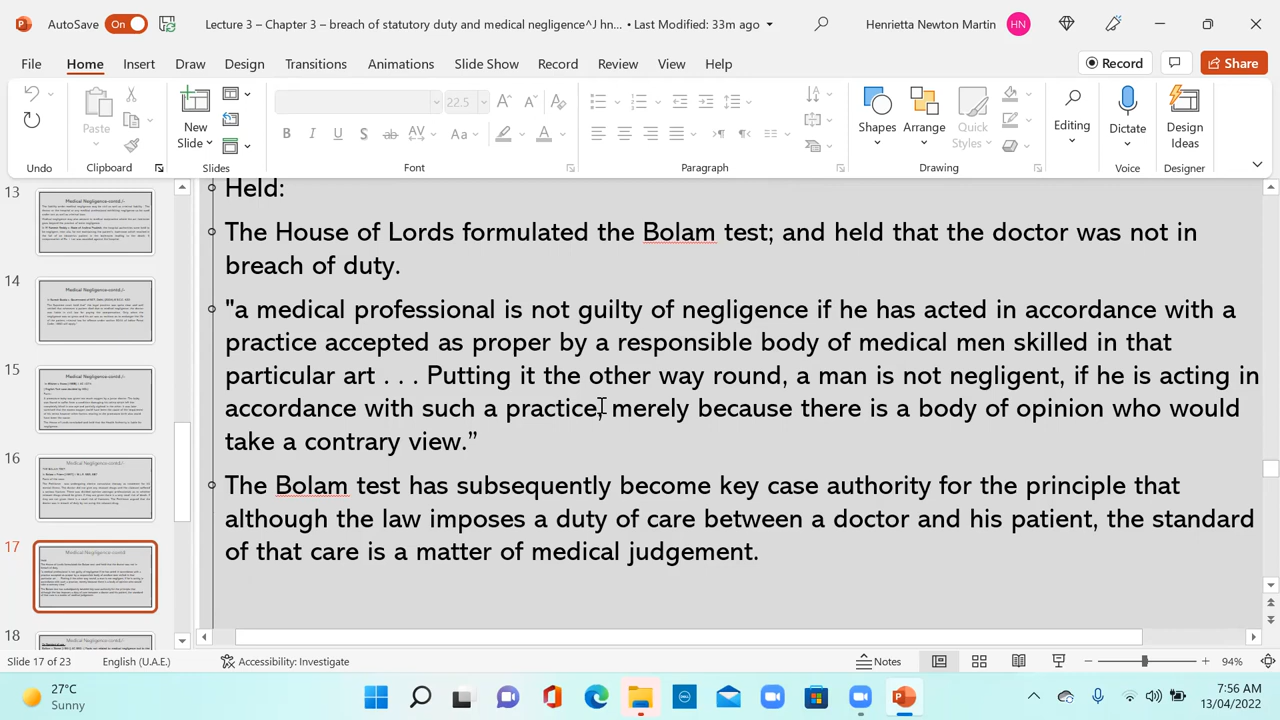 AutoSave On Lecture 3 – Chapter 3 – breach of statutory duty and medical negligence^J hn... • Last Modified: 33m ago Henrietta Newton Martin HN
File Home Insert Draw Design Transitions Animations Slide Show Record Review View Help Record Share
22.5
Paste New Slide Shapes Arrange Quick Styles Editing Dictate Design Ideas
Undo Clipboard Slides Font Paragraph Drawing Voice Designer
13
14
15
16
17
18
Medical Negligence-contd./-
Held:
The House of Lords formulated the Bolam test; and held that the doctor was not in
breach of duty.
"a medical professional is not guilty of negligence if he has acted in accordance with a
practice accepted as proper by a responsible body of medical men skilled in that
particular art . . . Putting it the other way round, a man is not negligent, if he is acting in
accordance with such a practice, merely because there is a body of opinion who would
take a contrary view.”
The Bolam test has subsequently become key case authority for the principle that
although the law imposes a duty of care between a doctor and his patient, the standard
of that care is a matter of medical judgement.
Slide 17 of 23 English (U.A.E.) Accessibility: Investigate Notes 94%
27°C
Sunny
7:56 AM
13/04/2022